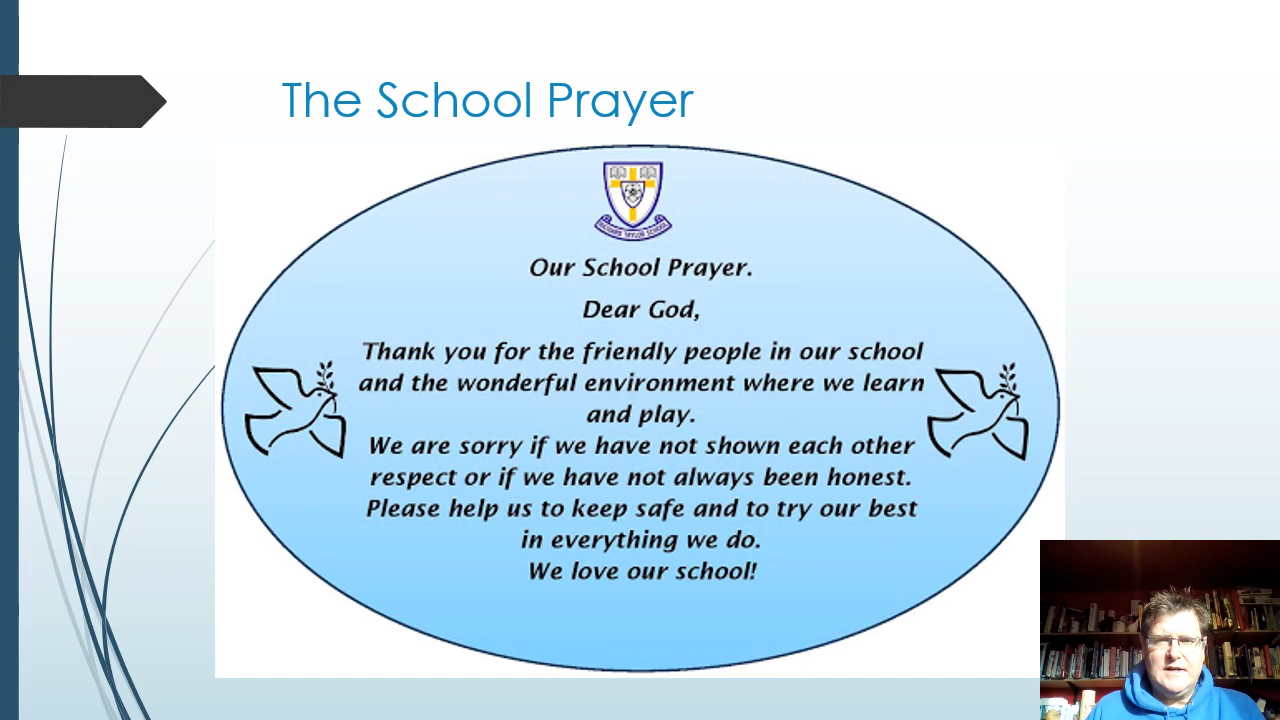 The School Prayer
RICHARD TAYLOR SCHOOL
Our School Prayer.
Dear God,
Thank you for the friendly people in our school
and the wonderful environment where we learn
and play.
We are sorry if we have not shown each other
respect or if we have not always been honest.
Please help us to keep safe and to try our best
in everything we do.
We love our school!